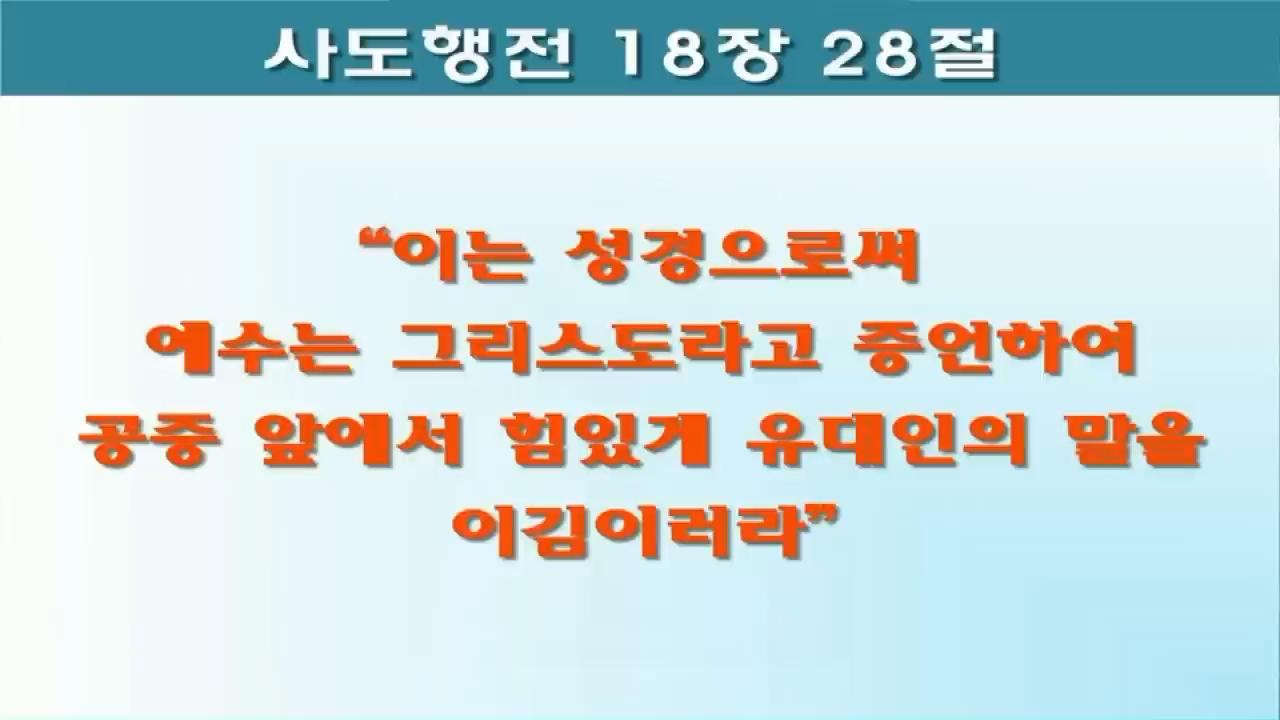 사도행전 18장 28절
“이는 성경으로써
예수는 그리스도라고 증언하여
공중 앞에서 힘있게 유대인의 말을
이김이러라”